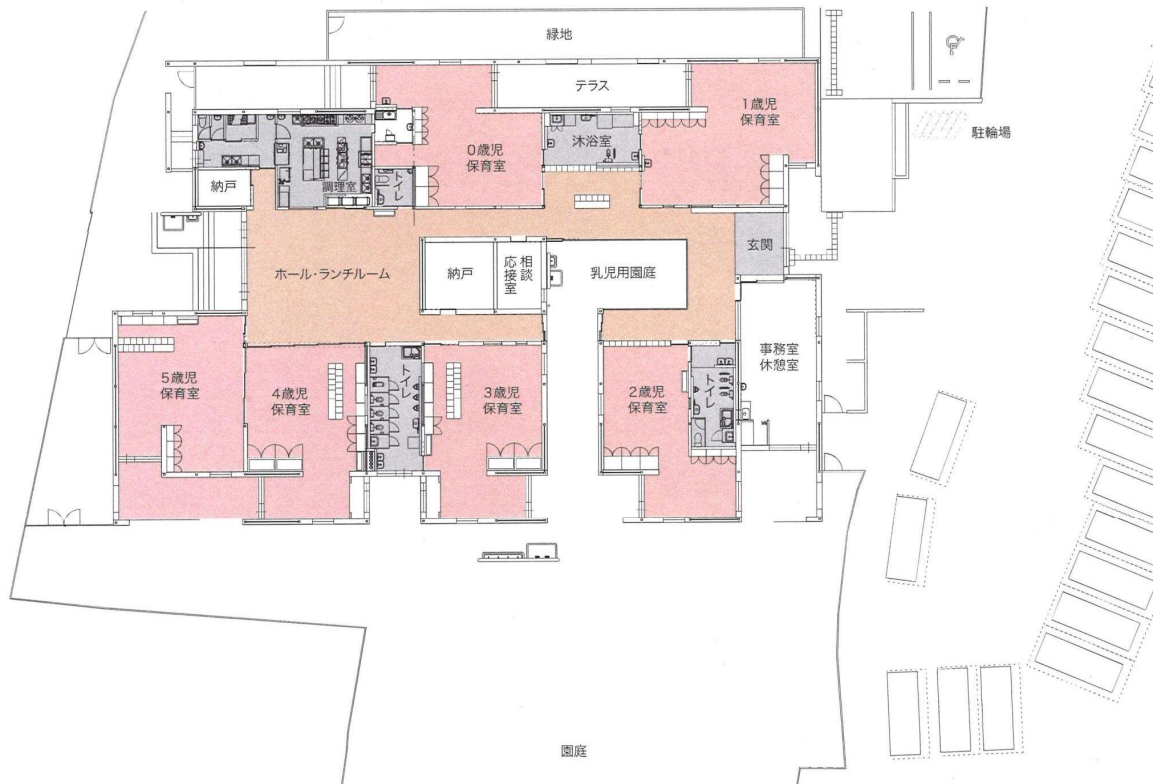 緑地
テラス
1歳児
保育室
駐輪場
0歳児
保育室
沐浴室
納戸
調理室
トイレ
玄関
ホール・ランチルーム
納戸
相談
応接室
乳児用園庭
事務室
休憩室
5歳児
保育室
4歳児
保育室
トイレ
3歳児
保育室
2歳児
保育室
トイレ
園庭